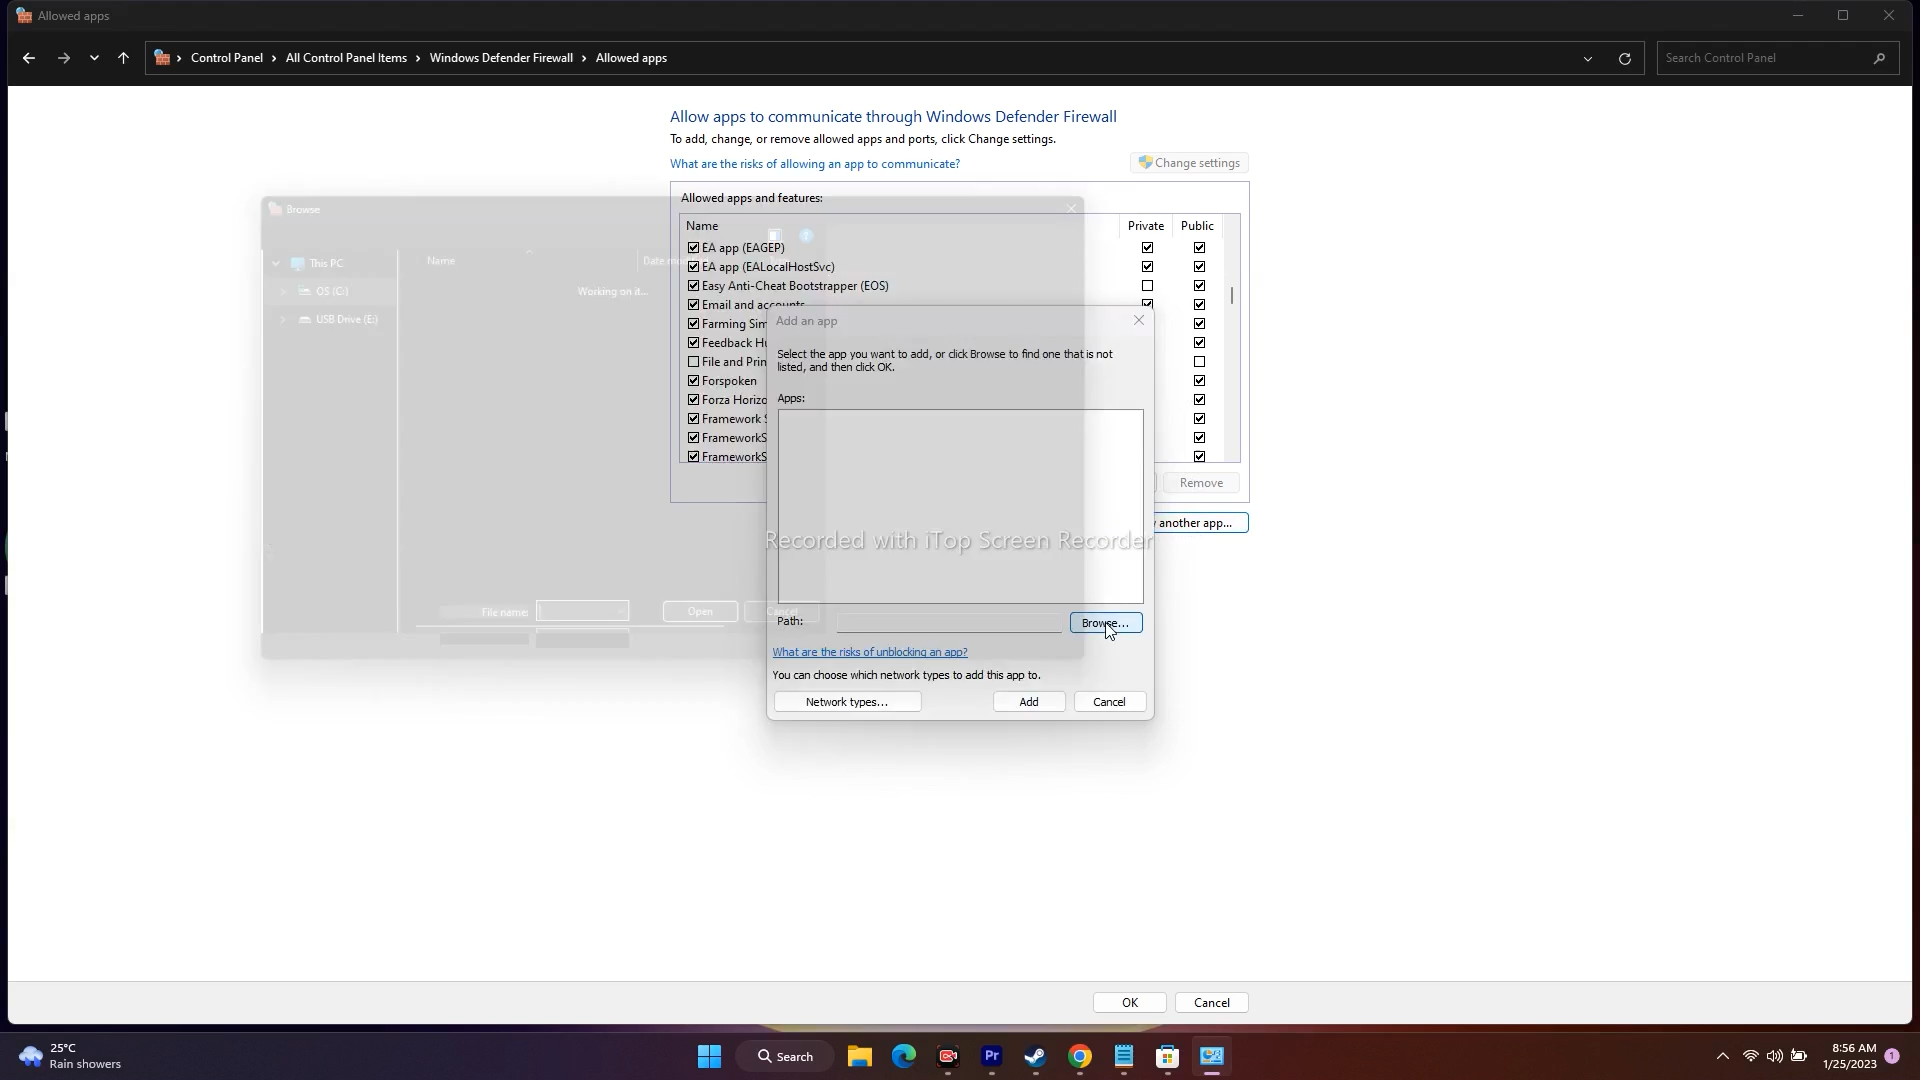 Allowed apps
Control Panel > All Control Panel Items > Windows Defender Firewall > Allowed apps
Search Control Panel
Allow apps to communicate through Windows Defender Firewall
To add, change, or remove allowed apps and ports, click Change settings.
What are the risks of allowing an app to communicate?
Change settings
Allowed apps and features:
Name Private Public
EA app (EAGEP)
EA app (EALocalHostSvc)
Easy Anti-Cheat Bootstrapper (EOS)
Email and accounts
Farming Sim
Feedback Hu
File and Prin
Forspoken
Forza Horizo
Framework S
FrameworkS
FrameworkS
Remove
another app...
Browse
This PC
OS (C:)
USB Drive (E:)
Name
Working on it...
File name:
Open
Cancel
Add an app
Select the app you want to add, or click Browse to find one that is not
listed, and then click OK.
Apps:
Recorded with iTop Screen Recorder
Path:
Browse...
What are the risks of unblocking an app?
You can choose which network types to add this app to.
Network types...
Add
Cancel
OK
Cancel
25°C
Rain showers
Search
Pr
8:56 AM
1/25/2023
1